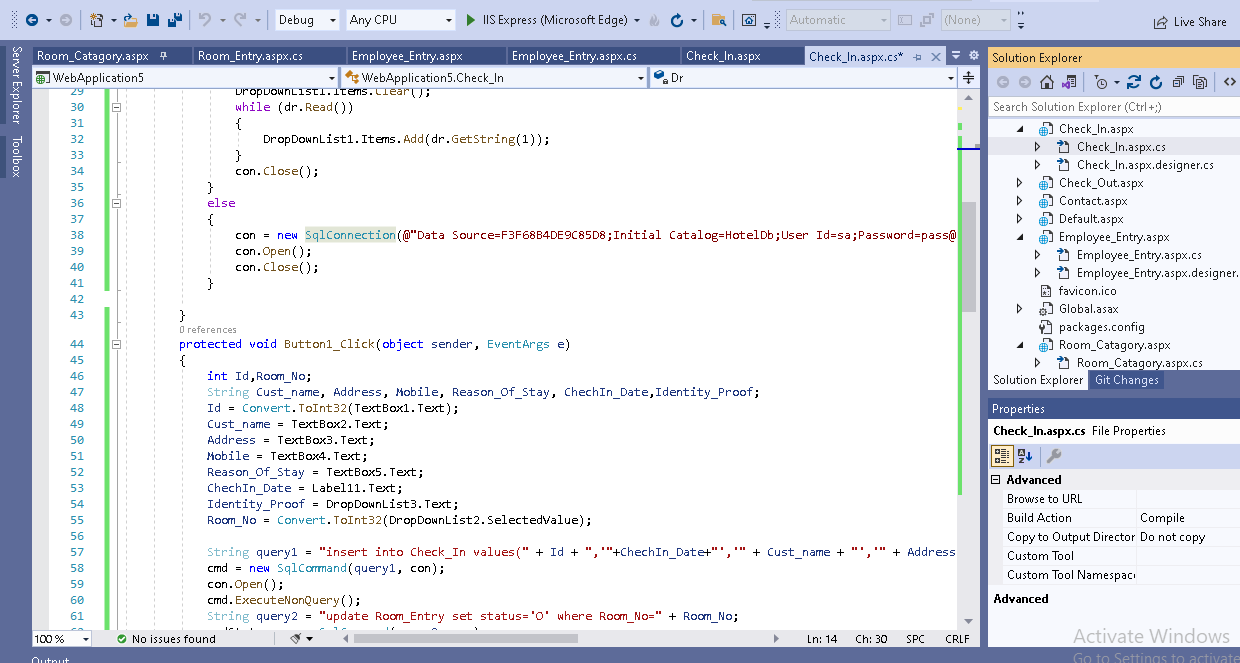 Debug
Any CPU
IIS Express (Microsoft Edge)
Automatic
(None)
Live Share
Server Explorer
Toolbox
Room_Catagory.aspx
Room_Entry.aspx.cs
Employee_Entry.aspx
Employee_Entry.aspx.cs
Check_In.aspx
Check_In.aspx.cs*
WebApplication5
WebApplication5.Check_In
Dr
29 DropDownList1.Items.Clear();
30 while (dr.Read())
31 {
32 DropDownList1.Items.Add(dr.GetString(1));
33 }
34 con.Close();
35 }
36 else
37 {
38 con = new SqlConnection(@"Data Source=F3F68B4DE9C85D8;Initial Catalog=HotelDb;User Id=sa;Password=pass@
39 con.Open();
40 con.Close();
41 }
42
43 }
0 references
44 protected void Button1_Click(object sender, EventArgs e)
45 {
46 int Id,Room_No;
47 String Cust_name, Address, Mobile, Reason_Of_Stay, ChechIn_Date,Identity_Proof;
48 Id = Convert.ToInt32(TextBox1.Text);
49 Cust_name = TextBox2.Text;
50 Address = TextBox3.Text;
51 Mobile = TextBox4.Text;
52 Reason_Of_Stay = TextBox5.Text;
53 ChechIn_Date = Label11.Text;
54 Identity_Proof = DropDownList3.Text;
55 Room_No = Convert.ToInt32(DropDownList2.SelectedValue);
56
57 String query1 = "insert into Check_In values(" + Id + ",'"+ChechIn_Date+"','" + Cust_name + "','" + Address
58 cmd = new SqlCommand(query1, con);
59 con.Open();
60 cmd.ExecuteNonQuery();
61 String query2 = "update Room_Entry set status='O' where Room_No=" + Room_No;
100 %
No issues found
Ln: 14
Ch: 30
SPC
CRLF
Output
Solution Explorer
Search Solution Explorer (Ctrl+;)
Check_In.aspx
Check_In.aspx.cs
Check_In.aspx.designer.cs
Check_Out.aspx
Contact.aspx
Default.aspx
Employee_Entry.aspx
Employee_Entry.aspx.cs
Employee_Entry.aspx.designer.
favicon.ico
Global.asax
packages.config
Room_Catagory.aspx
Room_Catagory.aspx.cs
Solution Explorer
Git Changes
Properties
Check_In.aspx.cs File Properties
Advanced
Browse to URL
Build Action Compile
Copy to Output Director Do not copy
Custom Tool
Custom Tool Namespac
Advanced
Activate Windows
Go to Settings to activate